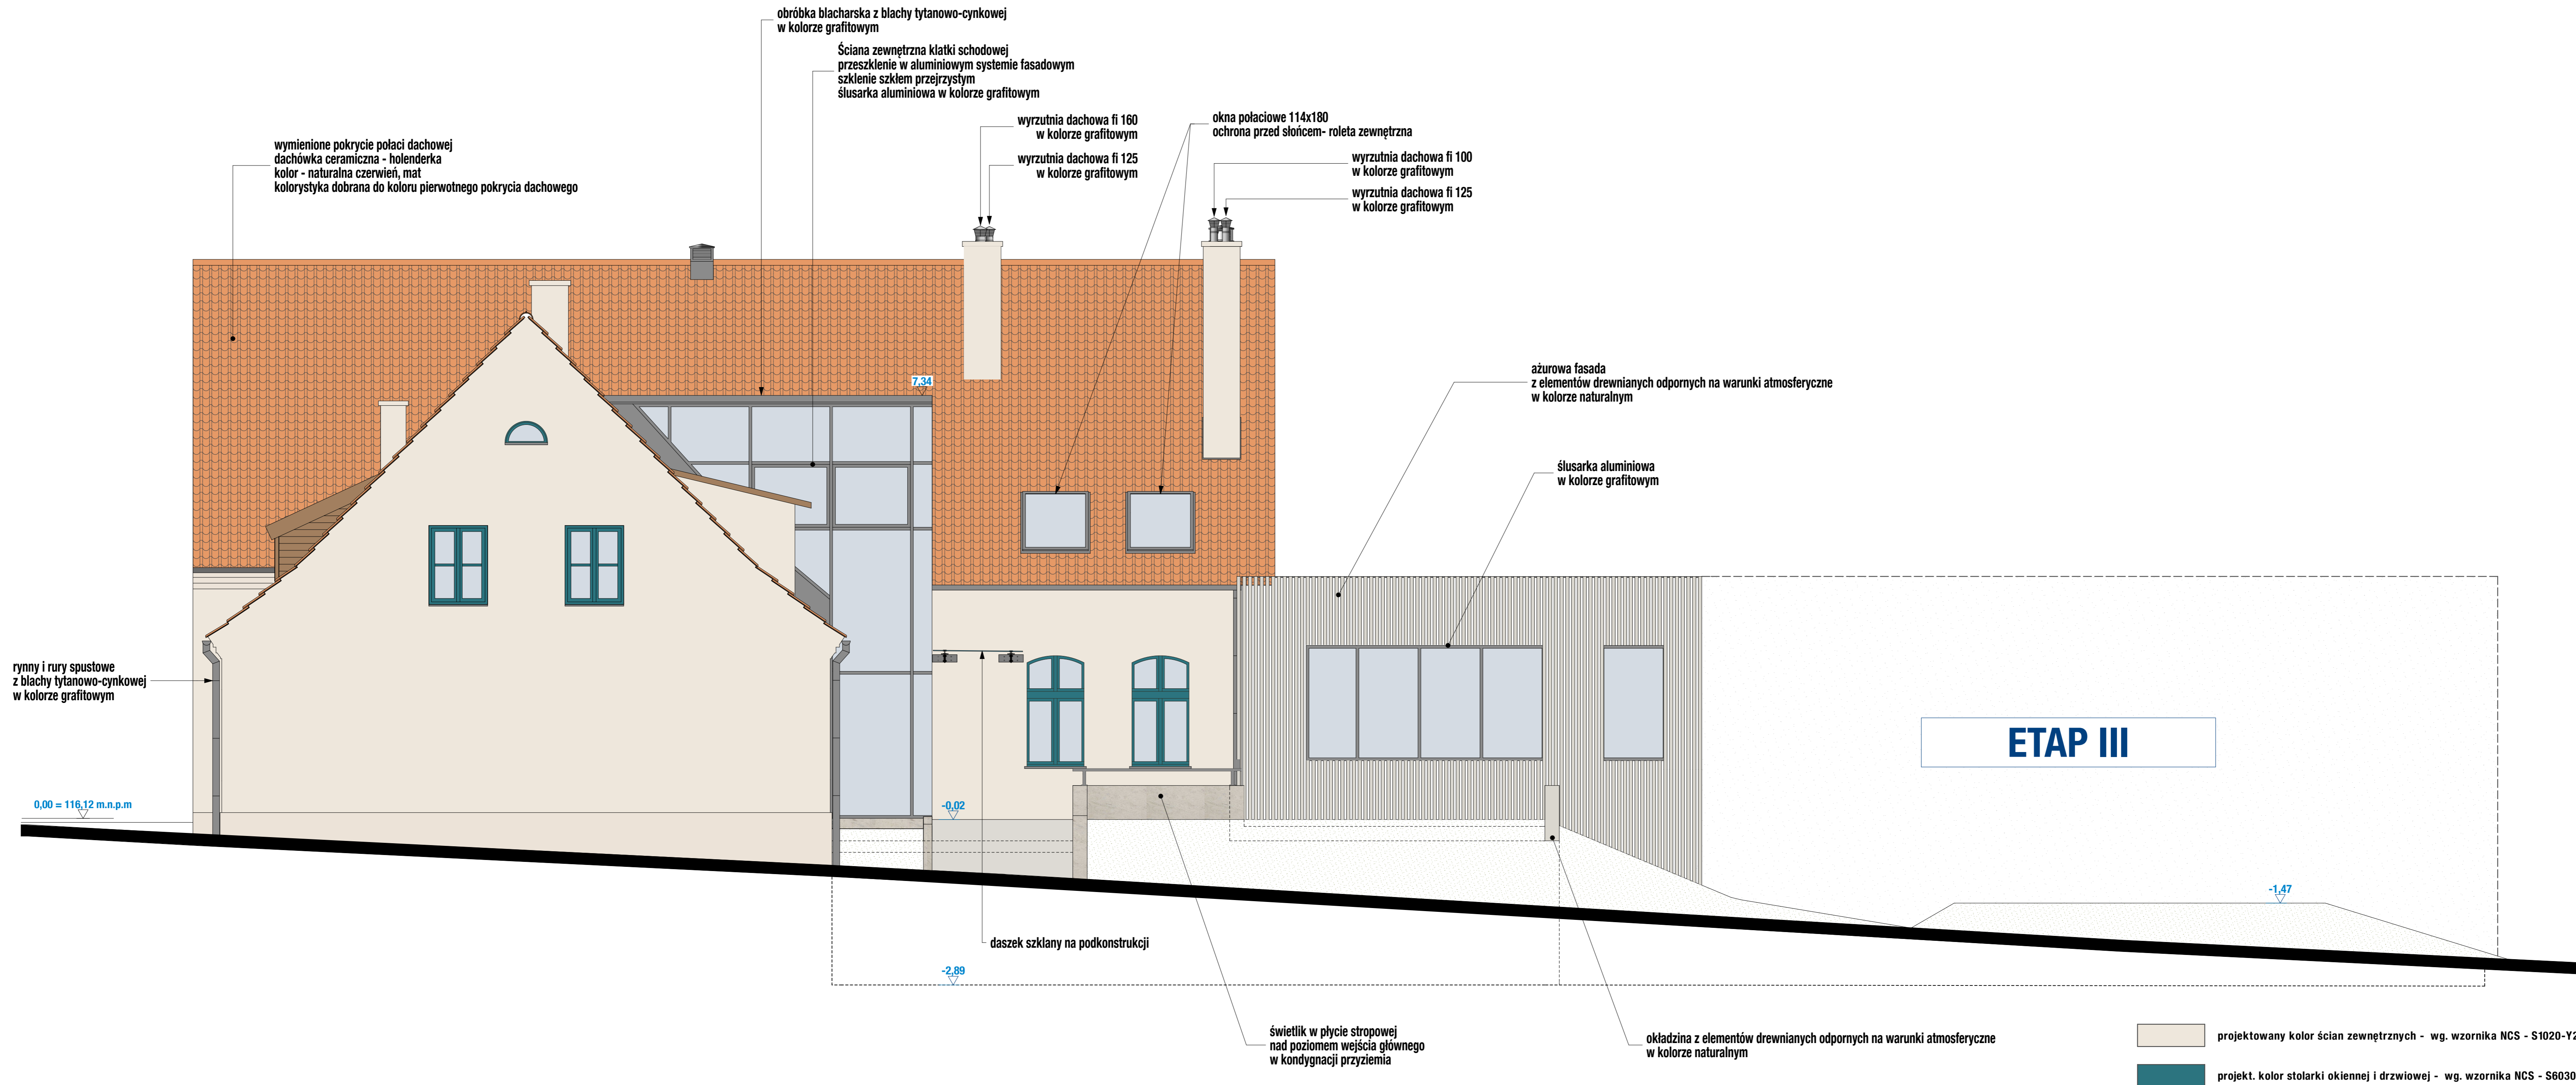 obróbka blacharska z blachy tytanowo-cynkowej
w kolorze grafitowym
Ściana zewnętrzna klatki schodowej
przeszklenie w aluminiowym systemie fasadowym
szklenie szkłem przejrzystym
ślusarka aluminiowa w kolorze grafitowym
wyrzutnia dachowa fi 160
w kolorze grafitowym
wyrzutnia dachowa fi 125
w kolorze grafitowym
okna połaciowe 114x180
ochrona przed słońcem- roleta zewnętrzna
wyrzutnia dachowa fi 100
w kolorze grafitowym
wyrzutnia dachowa fi 125
w kolorze grafitowym
wymienione pokrycie połaci dachowej
dachówka ceramiczna - holenderka
kolor - naturalna czerwień, mat
kolorystyka dobrana do koloru pierwotnego pokrycia dachowego
7,34
ażurowa fasada
z elementów drewnianych odpornych na warunki atmosferyczne
w kolorze naturalnym
ślusarka aluminiowa
w kolorze grafitowym
rynny i rury spustowe
z blachy tytanowo-cynkowej
w kolorze grafitowym
ETAP III
0,00 = 116,12 m.n.p.m
-0,02
-1,47
daszek szklany na podkonstrukcji
-2,89
świetlik w płycie stropowej
nad poziomem wejścia głównego
w kondygnacji przyziemia
okładzina z elementów drewnianych odpornych na warunki atmosferyczne
w kolorze naturalnym
projektowany kolor ścian zewnętrznych - wg. wzornika NCS - S1020-Y2
projekt. kolor stolarki okiennej i drzwiowej - wg. wzornika NCS - S6030